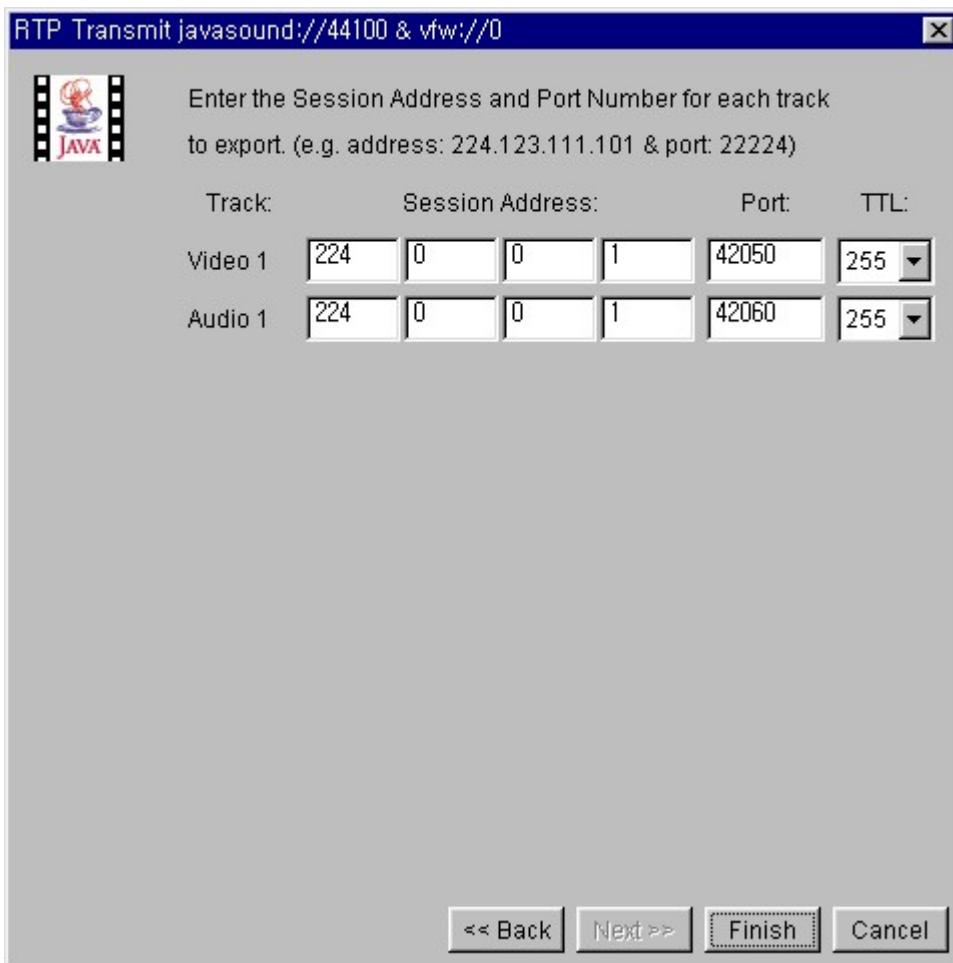 RTP Transmit javasound://44100 & vfw://0
JAVA
Enter the Session Address and Port Number for each track
to export. (e.g. address: 224.123.111.101 & port: 22224)
Track: Session Address: Port: TTL:
Video 1 224 0 0 1 42050 255
Audio 1 224 0 0 1 42060 255
<< Back Next >> Finish Cancel